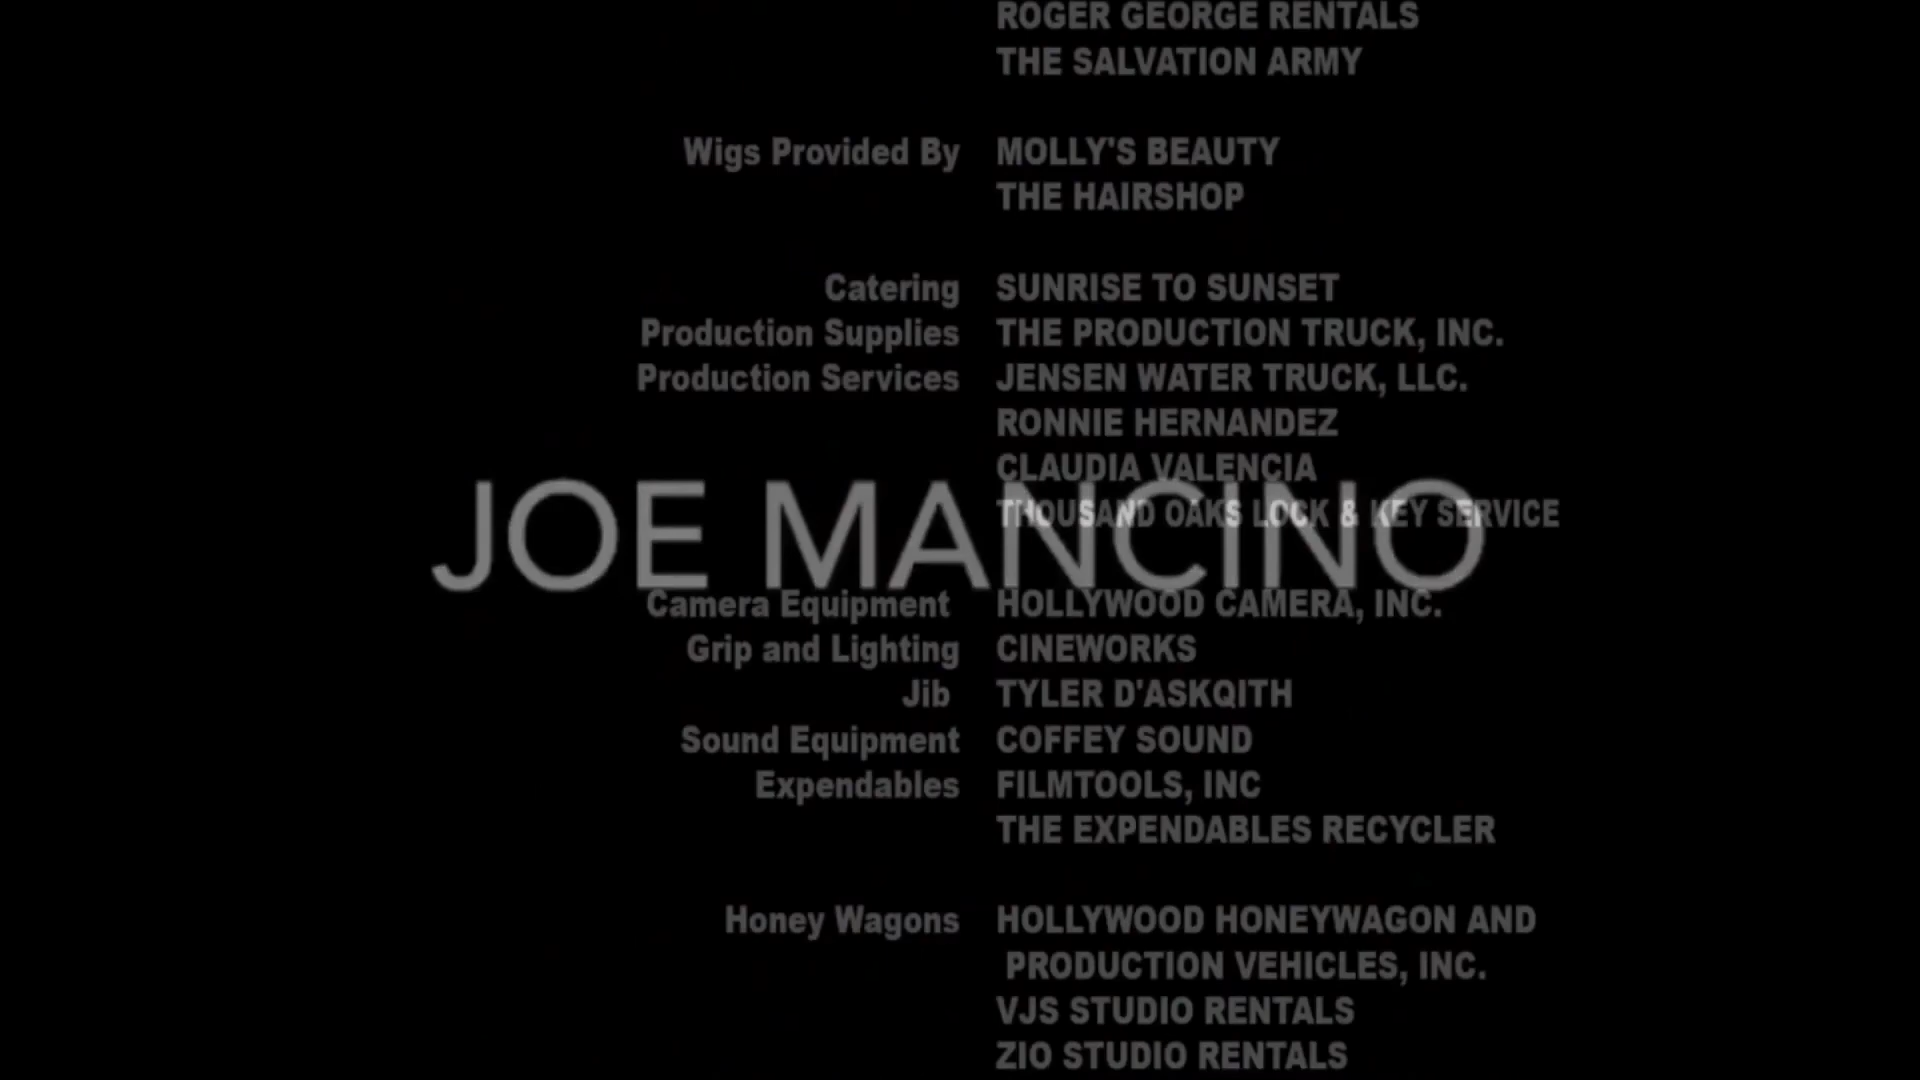 ROGER GEORGE RENTALS
THE SALVATION ARMY
Wigs Provided By MOLLY'S BEAUTY
THE HAIRSHOP
Catering SUNRISE TO SUNSET
Production Supplies THE PRODUCTION TRUCK, INC.
Production Services JENSEN WATER TRUCK, LLC.
RONNIE HERNANDEZ
CLAUDIA VALENCIA
THOUSAND OAKS LOCK & KEY SERVICE
JOE MANCINO
Camera Equipment HOLLYWOOD CAMERA, INC.
Grip and Lighting CINEWORKS
Jib TYLER D'ASKQITH
Sound Equipment COFFEY SOUND
Expendables FILMTOOLS, INC
THE EXPENDABLES RECYCLER
Honey Wagons HOLLYWOOD HONEYWAGON AND
PRODUCTION VEHICLES, INC.
VJS STUDIO RENTALS
ZIO STUDIO RENTALS